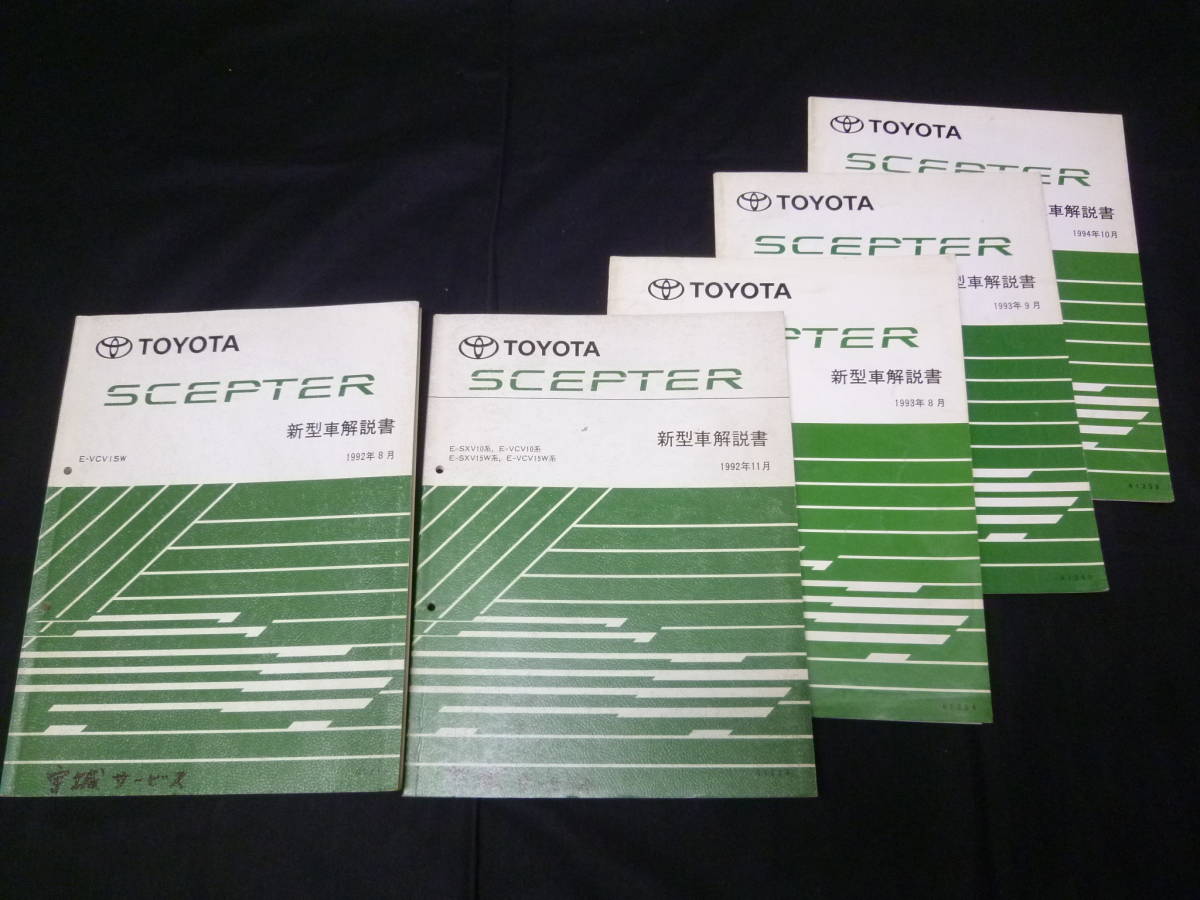 TOYOTA
SCEPTER
新型車解説書
E-VCV15W
1992年8月
宇城サービス
TOYOTA
SCEPTER
E-SXV10系, E-VCV10系
E-SXV15W系, E-VCV15W系
新型車解説書
1992年11月
TOYOTA
PTER
新型車解説書
1993年8月
TOYOTA
SCEPTER
型車解説書
1993年9月
TOYOTA
SCEPTER
車解説書
1994年10月